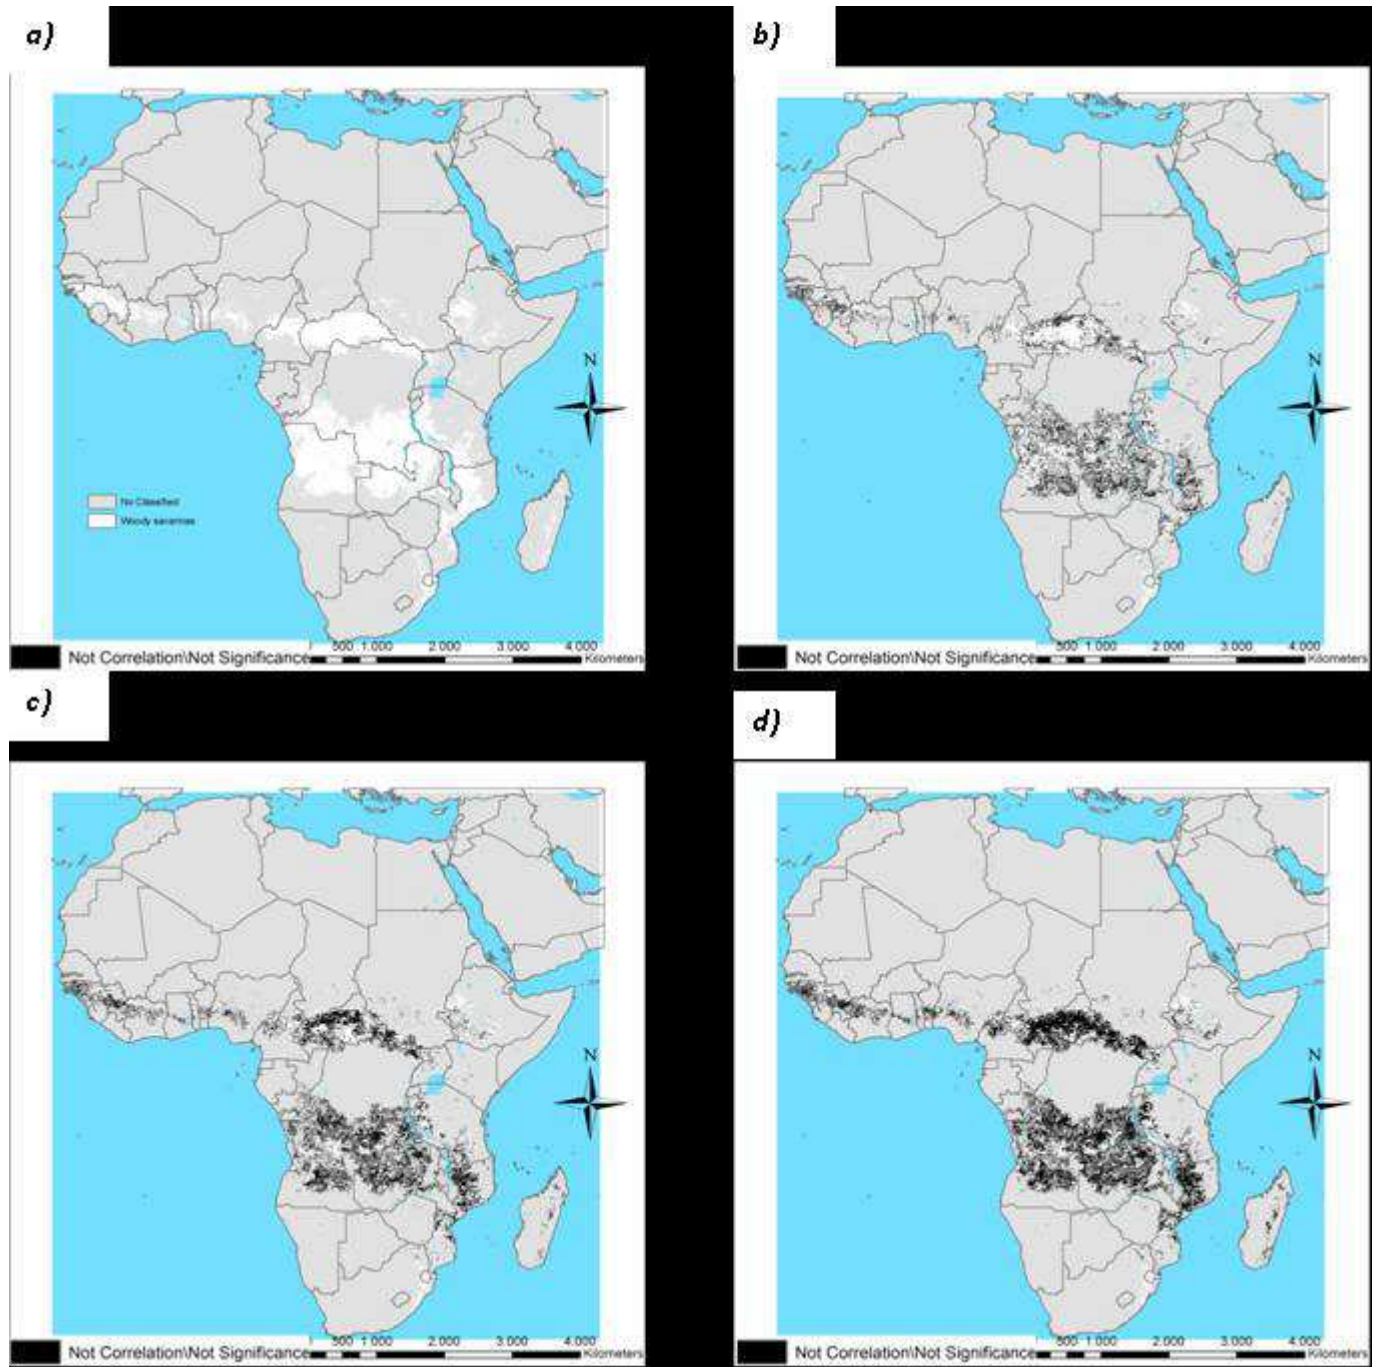 a)
b)
N
N
No Classified
Woody savannas
500 1 000 2 000 3 000 4 000
Not Correlation\Not Significance Kilometers
500 1 000 2 000 3 000 4 000
Not Correlation\Not Significance Kilometers
c)
d)
N
N
500 1 000 2 000 3 000 4 000
Not Correlation\Not Significance Kilometers
500 1 000 2 000 3 000 4 000
Not Correlation\Not Significance Kilometers